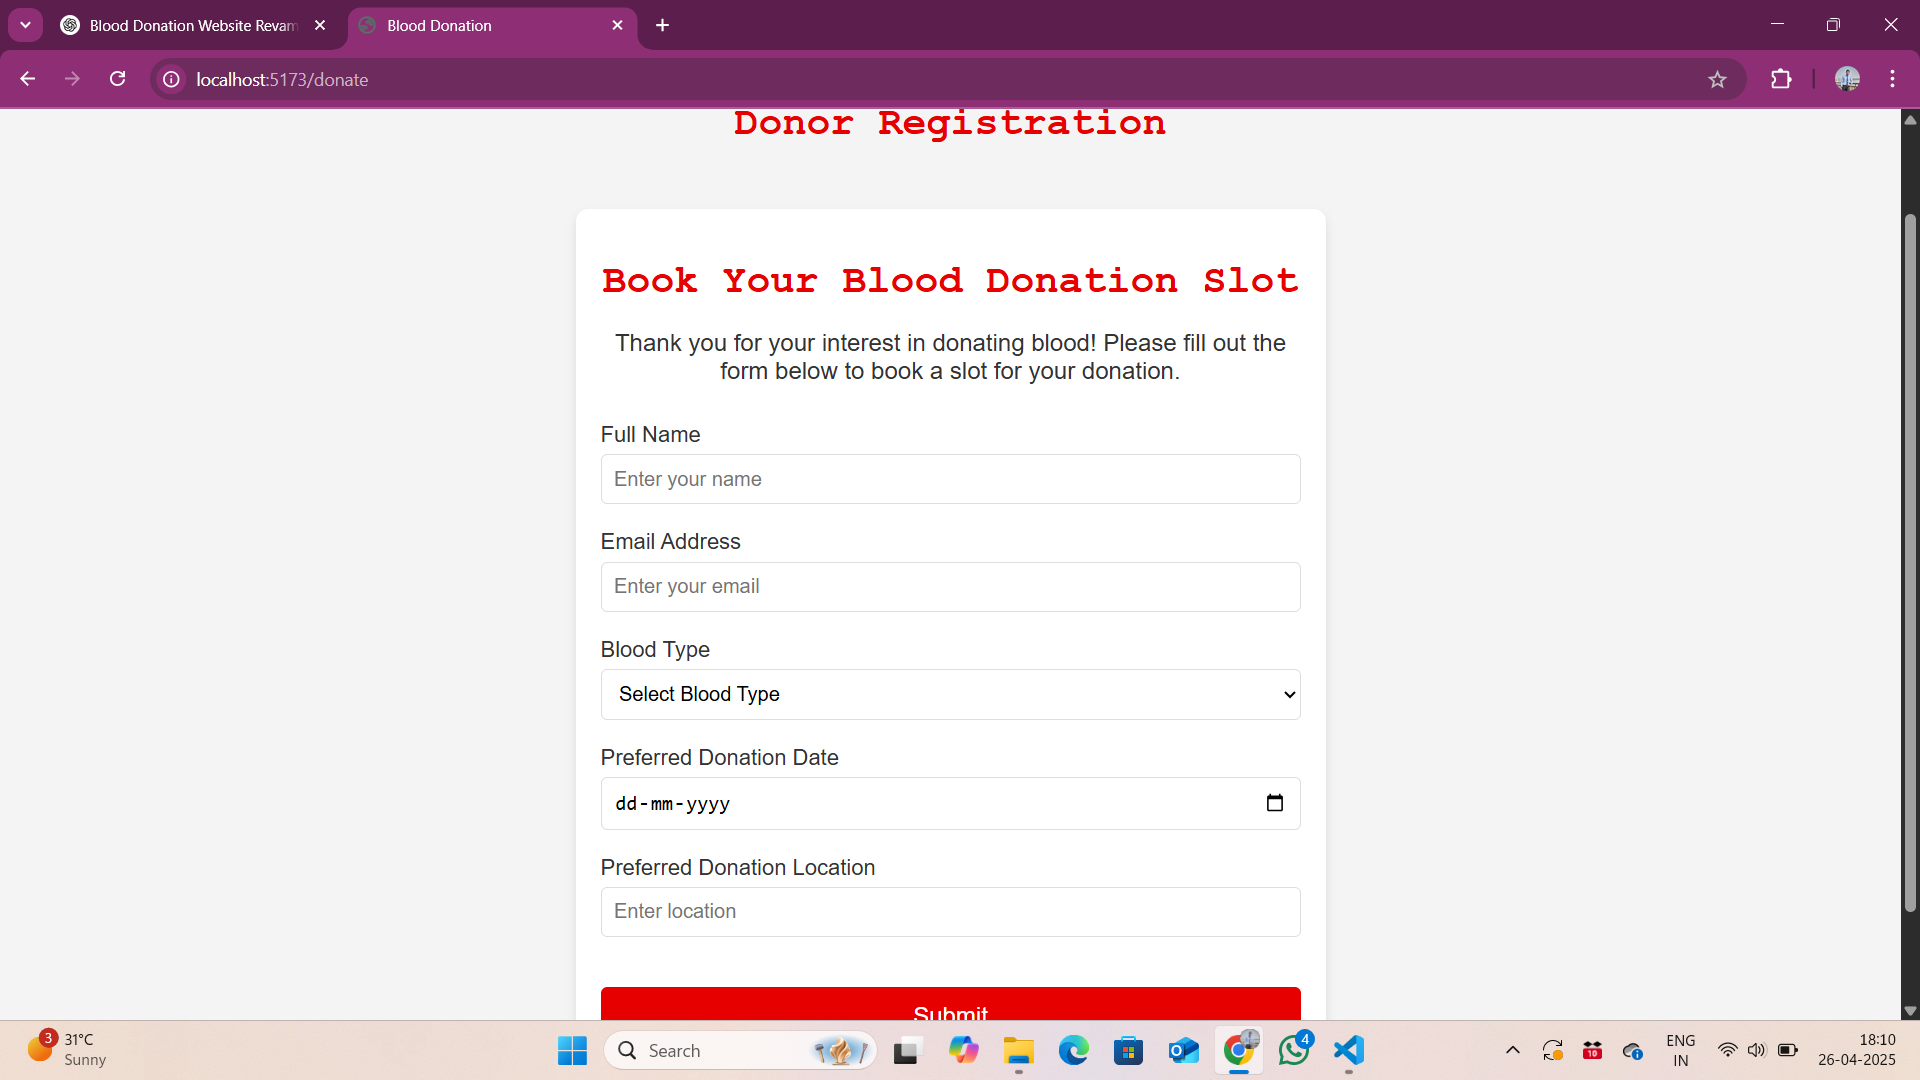 Blood Donation Website Revam
Blood Donation
localhost:5173/donate
Donor Registration
Book Your Blood Donation Slot
Thank you for your interest in donating blood! Please fill out the
form below to book a slot for your donation.
Full Name
Enter your name
Email Address
Enter your email
Blood Type
Select Blood Type
Preferred Donation Date
dd-mm-yyyy
Preferred Donation Location
Enter location
Submit
3
31°C
Sunny
Search
4
10
ENG
IN
18:10
26-04-2025